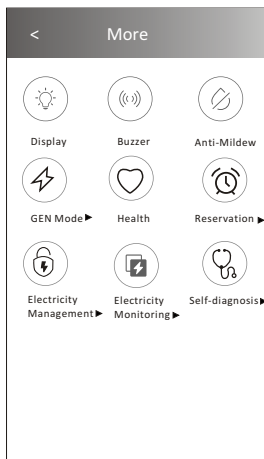 < More
Display Buzzer Anti-Mildew
GEN Mode ▶ Health Reservation ▶
Electricity Electricity Self-diagnosis ▶
Management ▶ Monitoring ▶